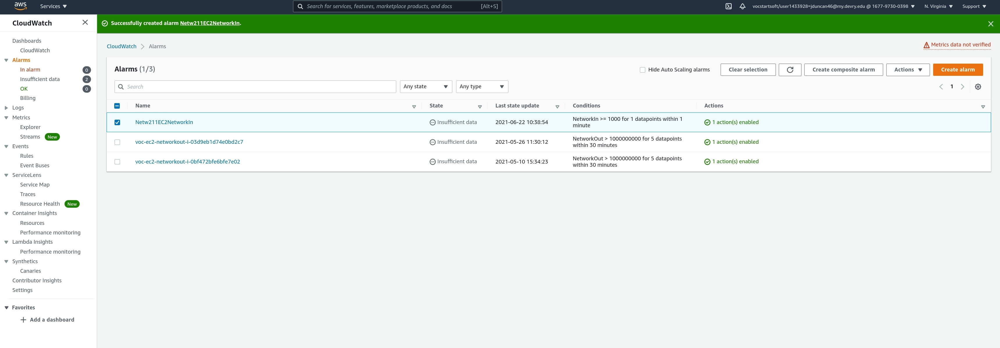 aws
Services
Search for services, features, marketplace products, and docs [Alt+S]
vocstartsoft/user1433928=jduncan46@my.devry.edu @ 1677-9730-0398
N. Virginia
Support
CloudWatch
Successfully created alarm Netw211EC2NetworkIn.
Dashboards
CloudWatch
Alarms
In alarm 0
Insufficient data 2
OK 0
Billing
Logs
Metrics
Explorer
Streams New
Events
Rules
Event Buses
ServiceLens
Service Map
Traces
Resource Health New
Container Insights
Resources
Performance monitoring
Lambda Insights
Performance monitoring
Synthetics
Canaries
Contributor Insights
Settings
Favorites
Add a dashboard
CloudWatch Alarms
Metrics data not verified
Alarms (1/3)
Hide Auto Scaling alarms
Clear selection
Create composite alarm
Actions
Create alarm
Search
Any state
Any type
1
Name State Last state update Conditions Actions
Netw211EC2NetworkIn Insufficient data 2021-06-22 10:38:54 NetworkIn >= 1000 for 1 datapoints within 1
minute 1 action(s) enabled
voc-ec2-networkout-i-03d9eb1d74e0bd2c7 Insufficient data 2021-05-26 11:30:12 NetworkOut > 1000000000 for 5 datapoints
within 30 minutes 1 action(s) enabled
voc-ec2-networkout-i-0bf472bfe6bfe7e02 Insufficient data 2021-05-10 15:34:23 NetworkOut > 1000000000 for 5 datapoints
within 30 minutes 1 action(s) enabled